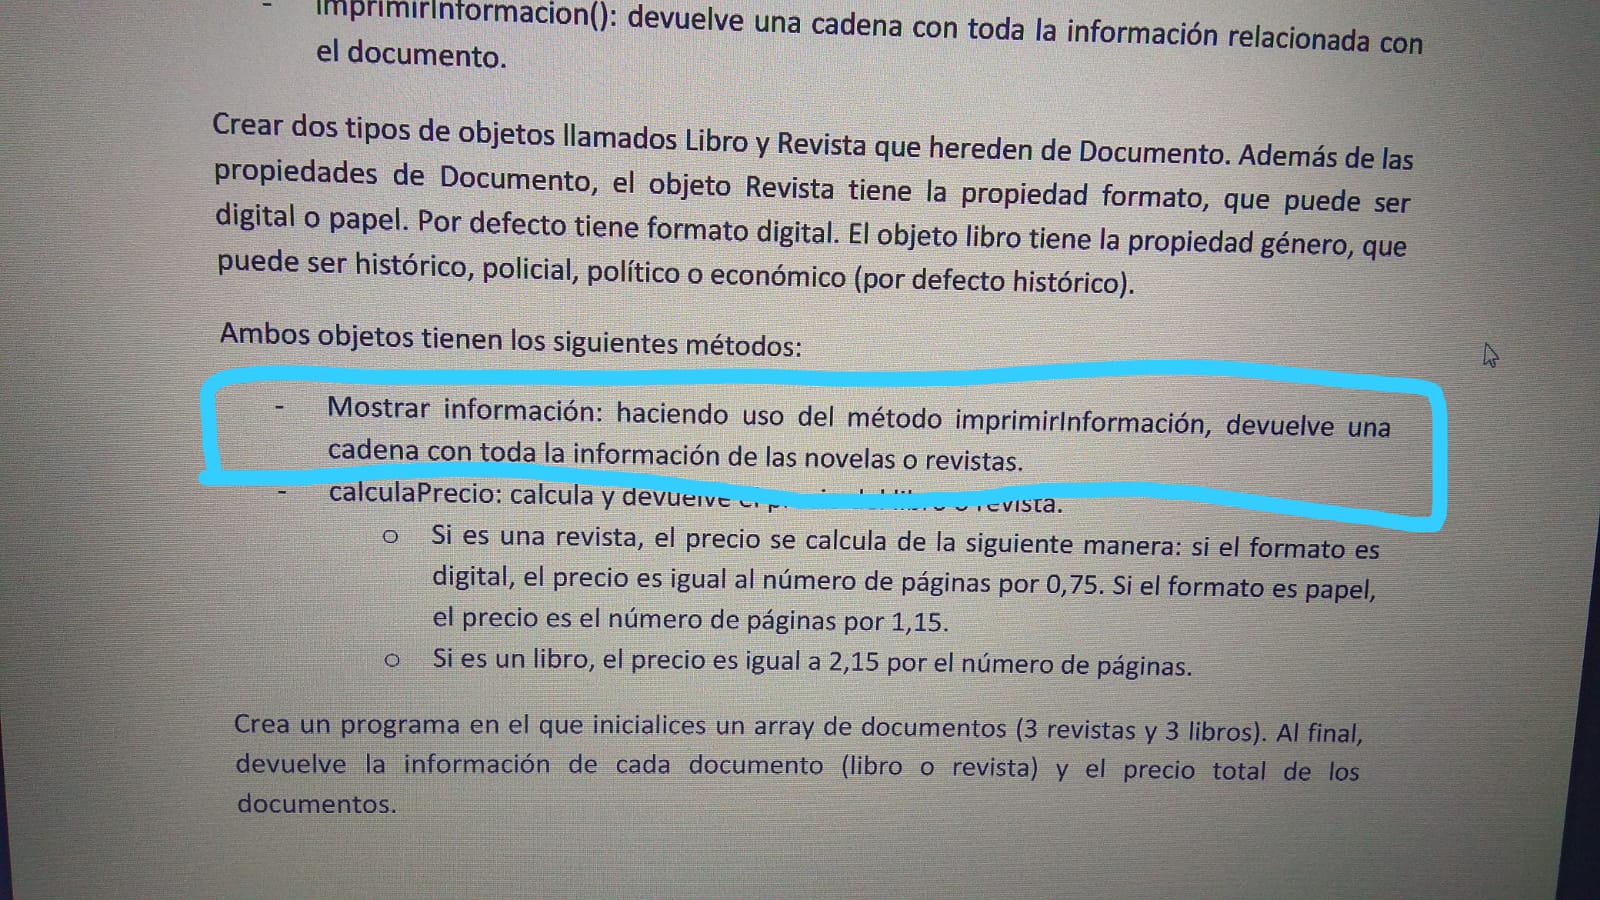 - imprimirInformacion(): devuelve una cadena con toda la información relacionada con
el documento.
Crear dos tipos de objetos llamados Libro y Revista que hereden de Documento. Además de las
propiedades de Documento, el objeto Revista tiene la propiedad formato, que puede ser
digital o papel. Por defecto tiene formato digital. El objeto libro tiene la propiedad género, que
puede ser histórico, policial, político o económico (por defecto histórico).
Ambos objetos tienen los siguientes métodos:
- Mostrar información: haciendo uso del método imprimirInformación, devuelve una
cadena con toda la información de las novelas o revistas.
- calculaPrecio: calcula y devuelve o revista.
o Si es una revista, el precio se calcula de la siguiente manera: si el formato es
digital, el precio es igual al número de páginas por 0,75. Si el formato es papel,
el precio es el número de páginas por 1,15.
o Si es un libro, el precio es igual a 2,15 por el número de páginas.
Crea un programa en el que inicialices un array de documentos (3 revistas y 3 libros). Al final,
devuelve la información de cada documento (libro o revista) y el precio total de los
documentos.